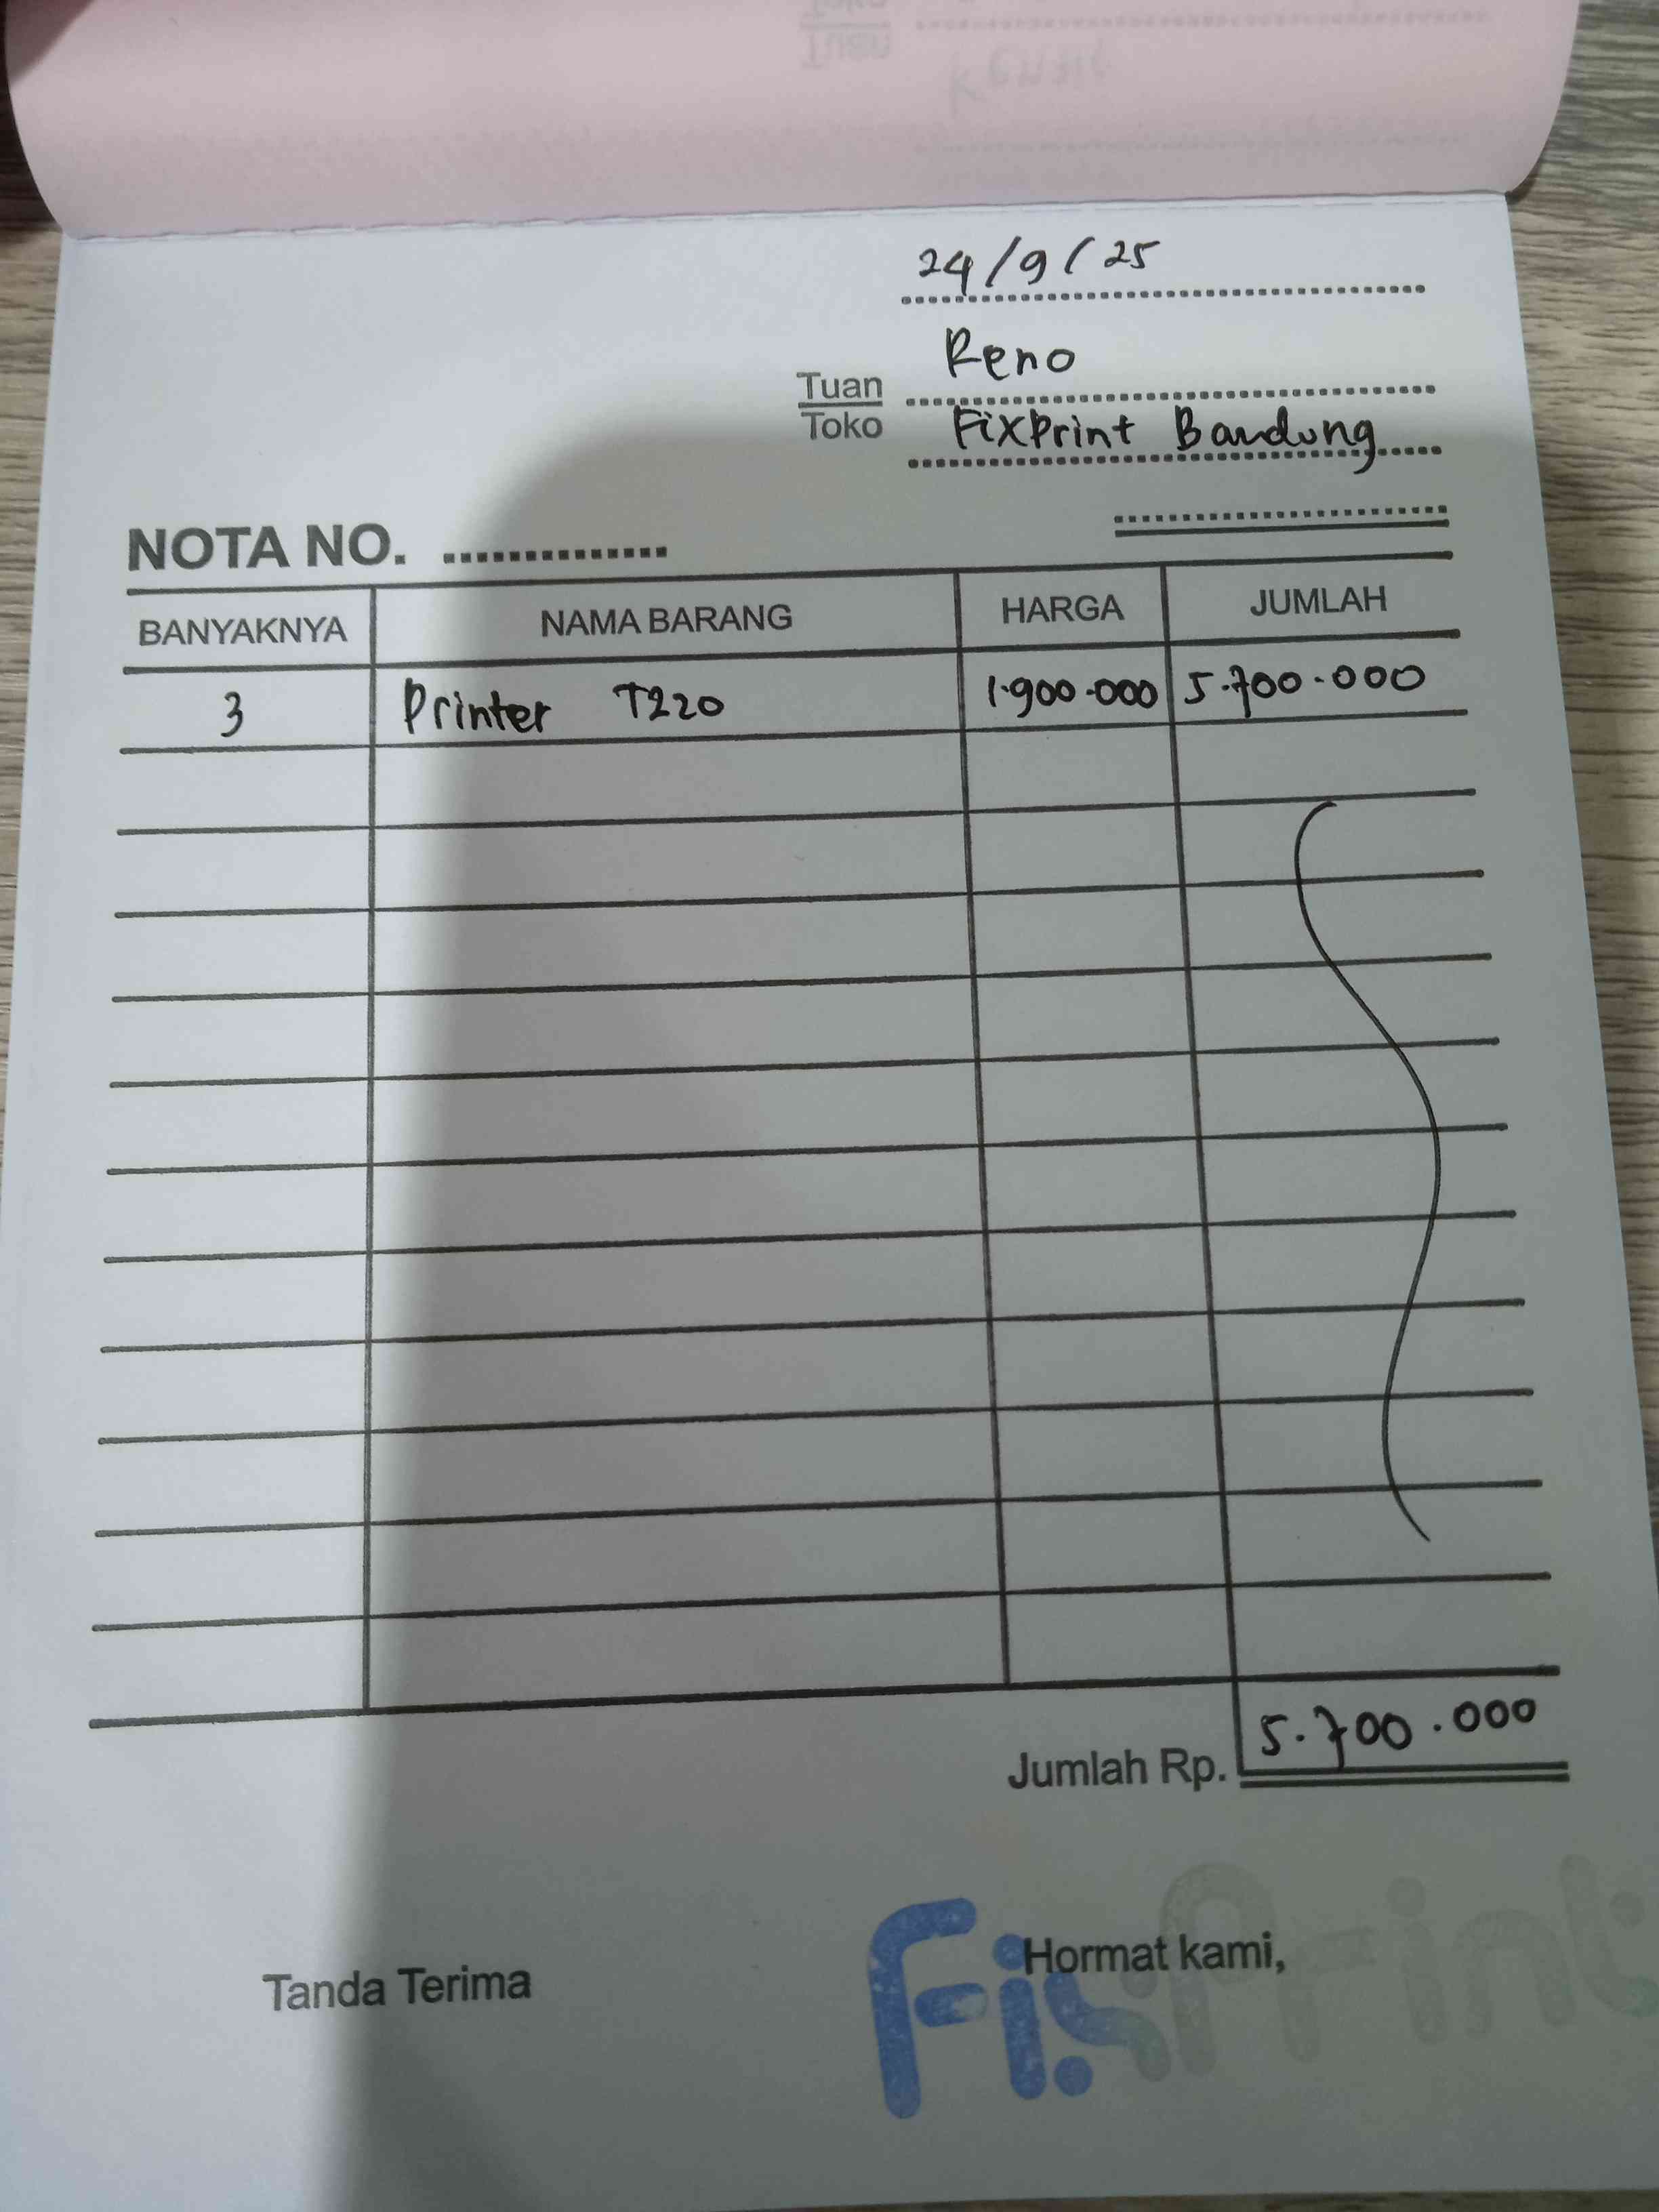 24/9/25
Tuan Reno
Toko FixPrint Bandung
NOTA NO. ..............
BANYAKNYA NAMA BARANG HARGA JUMLAH
3 Printer T220 1.900.000 5.700.000
Jumlah Rp. 5.700.000
Tanda Terima Hormat kami,
FixPrint